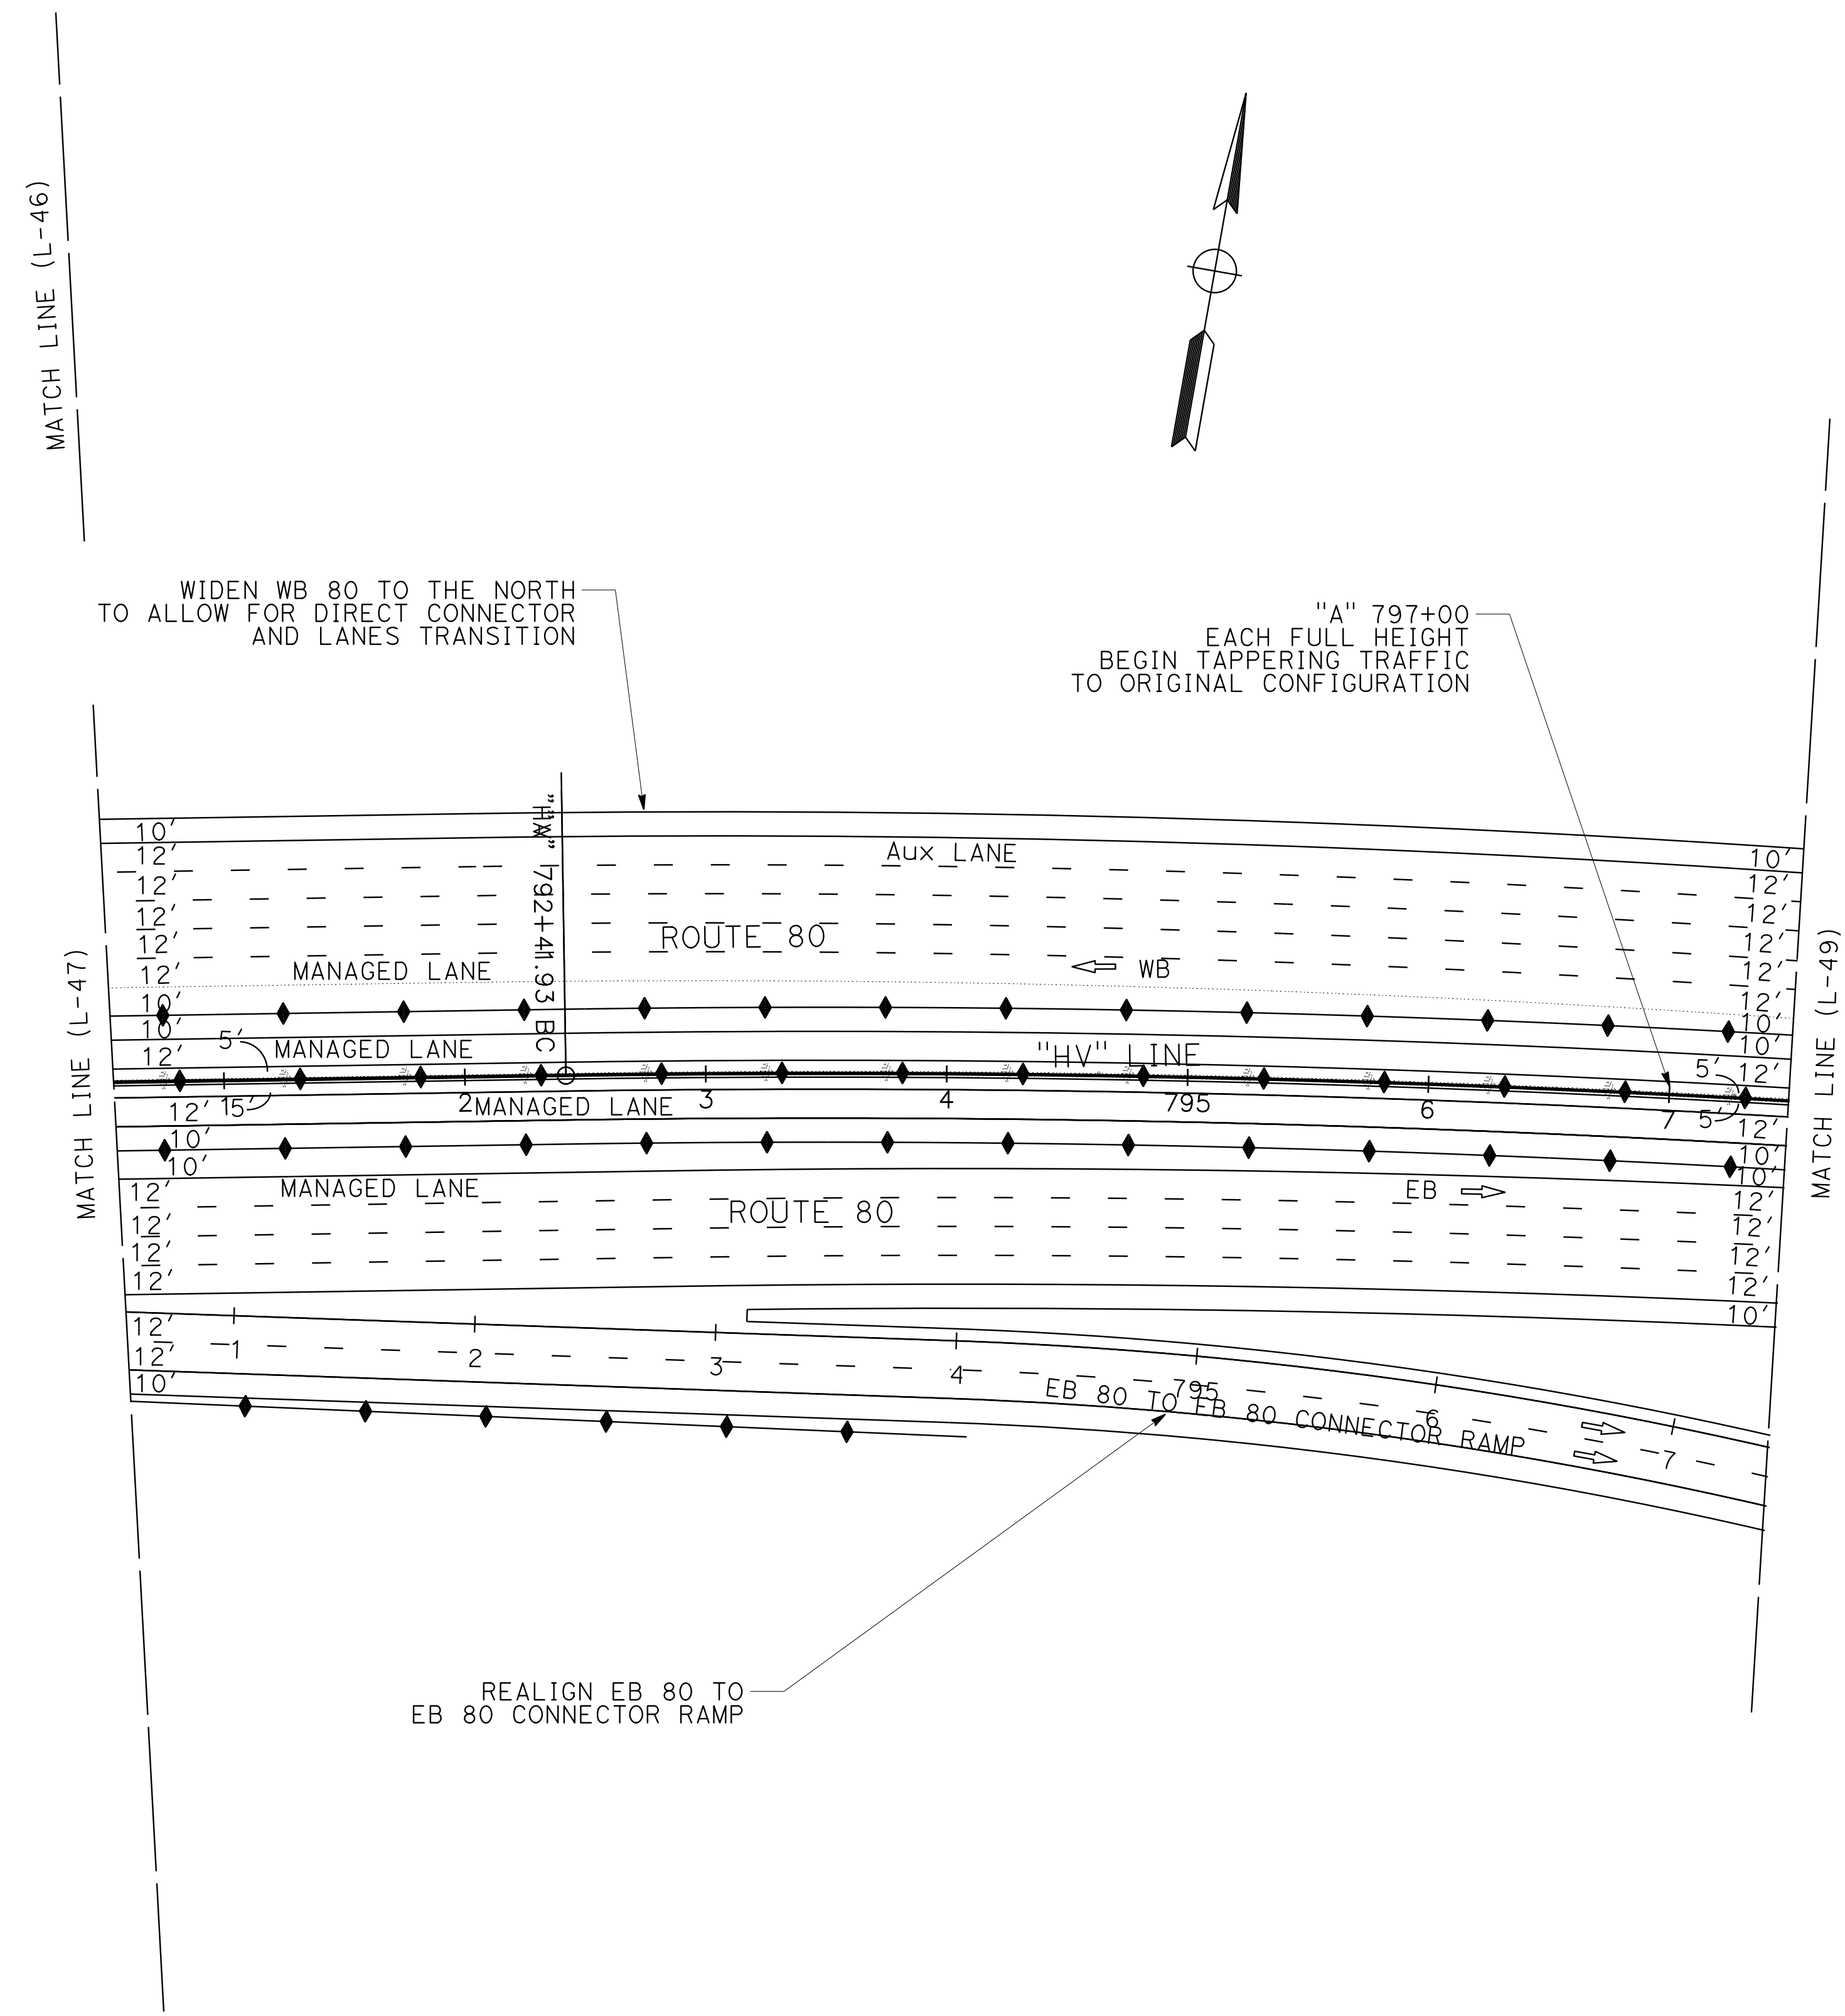 MATCH LINE (L-46)
WIDEN WB 80 TO THE NORTH
TO ALLOW FOR DIRECT CONNECTOR
AND LANES TRANSITION
"A" 797+00
EACH FULL HEIGHT
BEGIN TAPPERING TRAFFIC
TO ORIGINAL CONFIGURATION
MATCH LINE (L-47)
MATCH LINE (L-49)
792+41.93 BC
10'
12'
12'
12'
12'
12'
10'
10'
12'
5'
15'
12'
10'
10'
12'
12'
12'
12'
12'
12'
10'
Aux LANE
ROUTE 80
MANAGED LANE
WB
MANAGED LANE
"HV" LINE
1
2
MANAGED LANE
3
4
795
6
7
MANAGED LANE
ROUTE 80
EB
10'
12'
12'
12'
12'
12'
10'
10'
5'
12'
5'
12'
10'
10'
12'
12'
12'
12'
10'
1
2
3
4
795
6
7
EB 80 TO EB 80 CONNECTOR RAMP
REALIGN EB 80 TO
EB 80 CONNECTOR RAMP